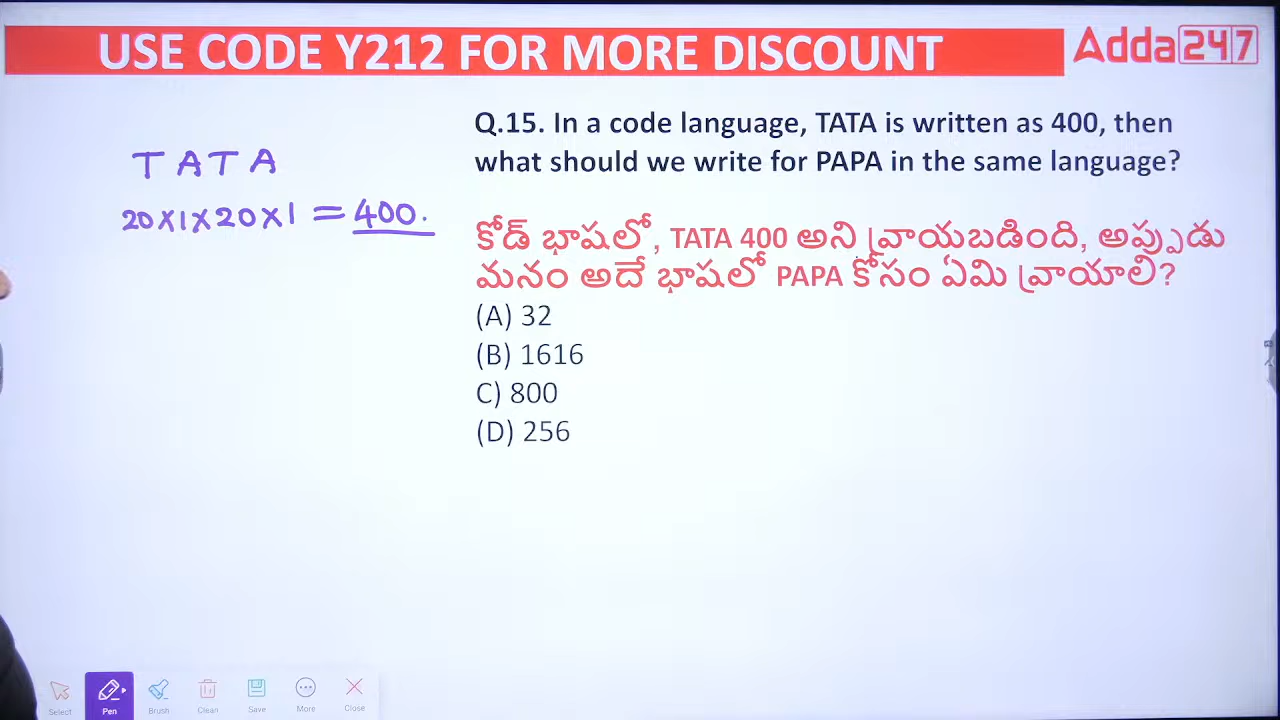 USE CODE Y212 FOR MORE DISCOUNT
Adda247
T A T A
20×1×20×1 = 400.
Q.15. In a code language, TATA is written as 400, then
what should we write for PAPA in the same language?
కోడ్ భాషలో, TATA 400 అని వ్రాయబడింది, అప్పుడు
మనం అదే భాషలో PAPA కోసం ఏమి వ్రాయాలి?
(A) 32
(B) 1616
C) 800
(D) 256
Select
Pen
Brush
Clean
Save
More
Close